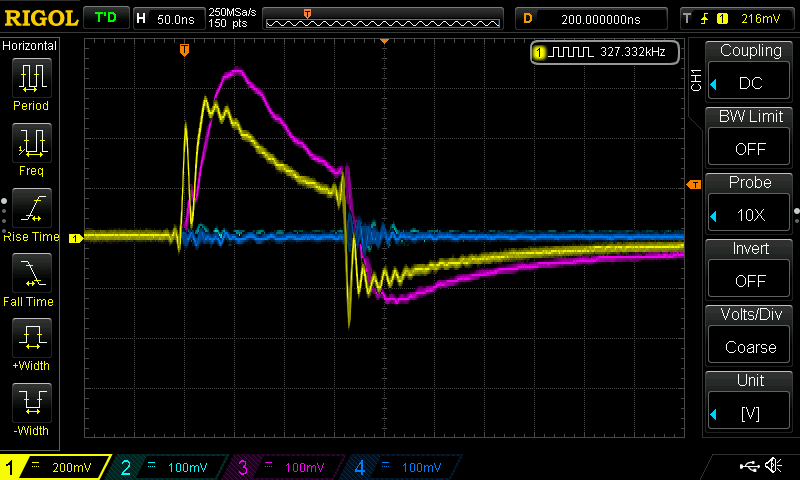 RIGOL T'D H 50.0ns 250MSa/s D 200.000000ns T 1 216mV
150 pts
T
Horizontal
Period
Freq
Rise Time
Fall Time
+Width
-Width
T
1 327.332kHz
T
1
CH1
Coupling
DC
BW Limit
OFF
Probe
10X
Invert
OFF
Volts/Div
Coarse
Unit
[V]
1 200mV 2 100mV 3 100mV 4 100mV